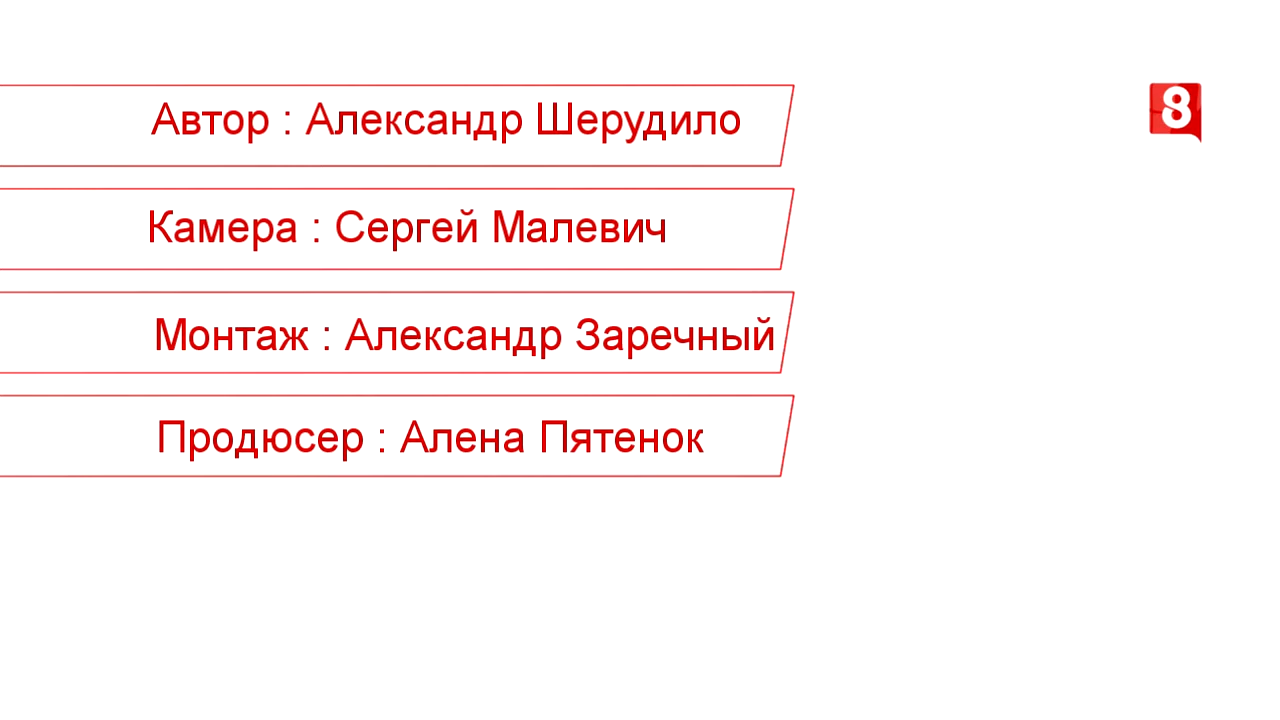 Автор : Александр Шерудило
8
Камера : Сергей Малевич
Монтаж : Александр Заречный
Продюсер : Алена Пятенок